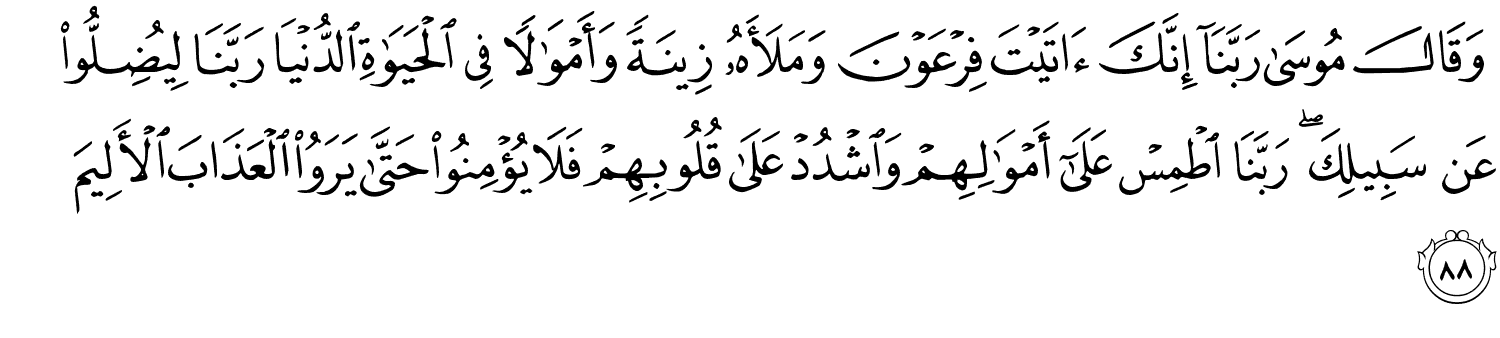 وَقَالَ مُوسَىٰ رَبَّنَآ إِنَّكَ ءَاتَيْتَ فِرْعَوْنَ وَمَلَأَهُۥ زِينَةً وَأَمْوَٰلًا فِى ٱلْحَيَوٰةِ ٱلدُّنْيَا رَبَّنَا لِيُضِلُّوا۟
عَن سَبِيلِكَ ۖ رَبَّنَا ٱطْمِسْ عَلَىٰٓ أَمْوَٰلِهِمْ وَٱشْدُدْ عَلَىٰ قُلُوبِهِمْ فَلَا يُؤْمِنُوا۟ حَتَّىٰ يَرَوُا۟ ٱلْعَذَابَ ٱلْأَلِيمَ
٨٨